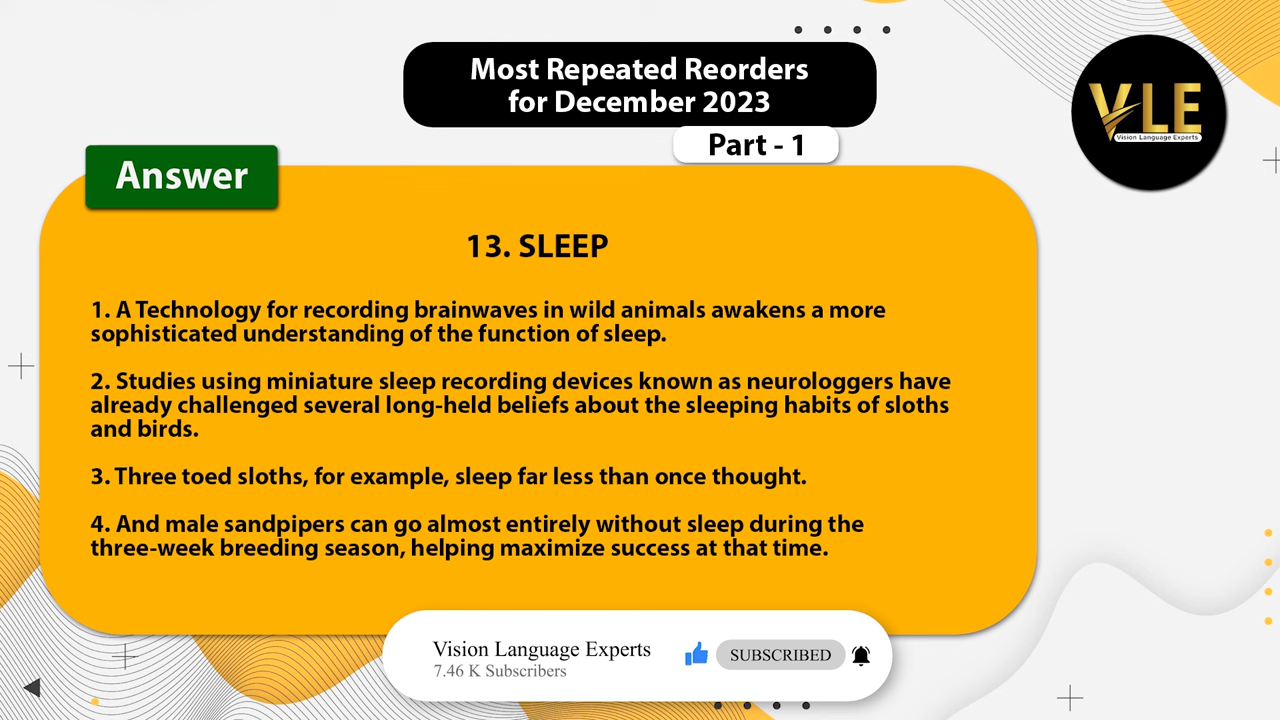 Most Repeated Reorders
for December 2023
Part - 1
VLE
Vision Language Experts
Answer
13. SLEEP
1. A Technology for recording brainwaves in wild animals awakens a more
sophisticated understanding of the function of sleep.
2. Studies using miniature sleep recording devices known as neurologgers have
already challenged several long-held beliefs about the sleeping habits of sloths
and birds.
3. Three toed sloths, for example, sleep far less than once thought.
4. And male sandpipers can go almost entirely without sleep during the
three-week breeding season, helping maximize success at that time.
Vision Language Experts
7.46 K Subscribers
SUBSCRIBED